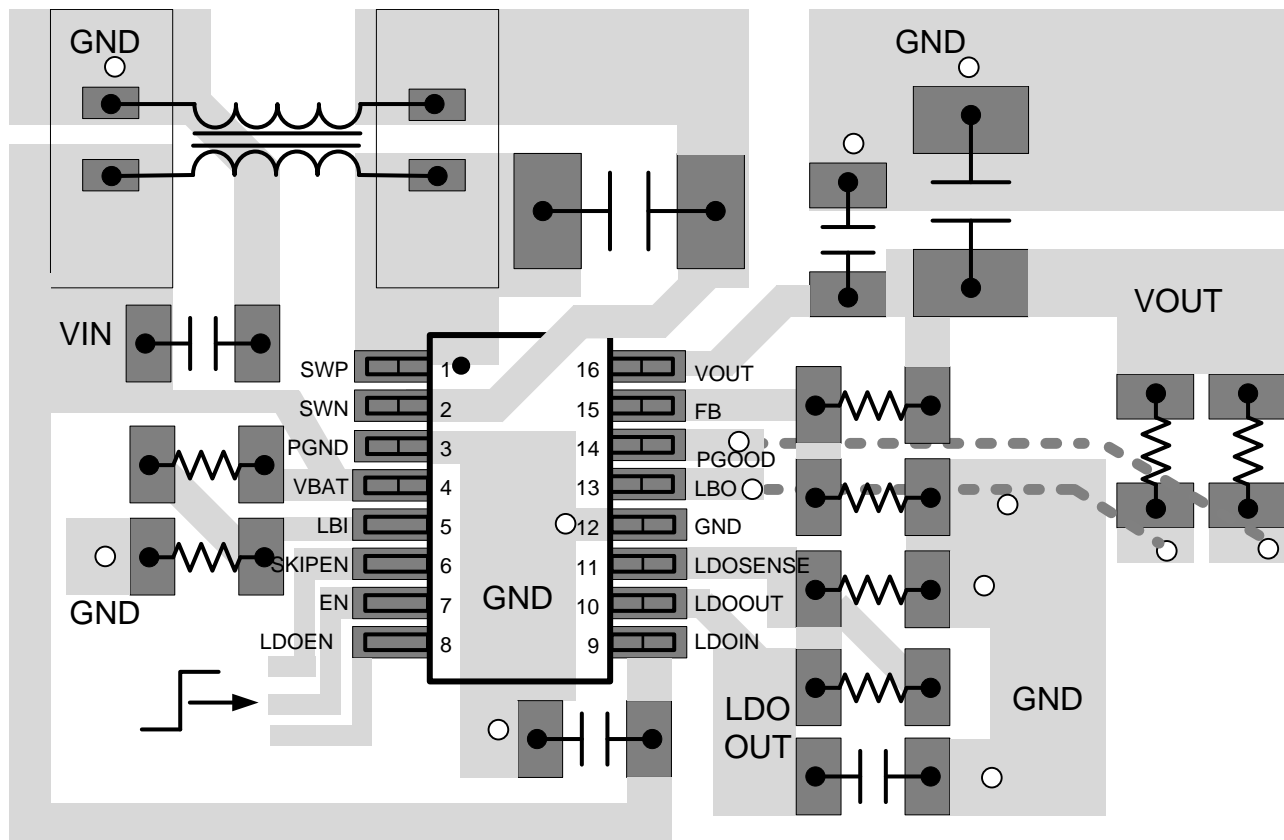 GND
GND
VIN
VOUT
SWP 1 16 VOUT
SWN 2 15 FB
PGND 3 14 PGOOD
VBAT 4 13 LBO
LBI 5 12 GND
SKIPEN 6 11 LDOSENSE
EN 7 10 LDOOUT
LDOEN 8 9 LDOIN
GND
GND
GND
LDO
OUT